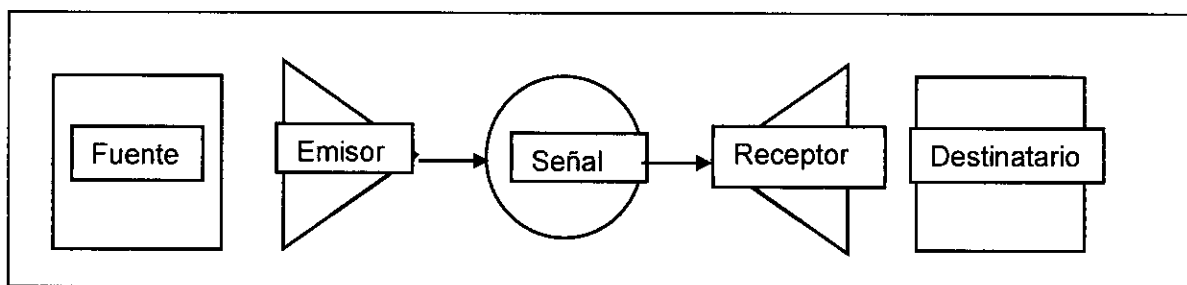 Fuente
Emisor
Señal
Receptor
Destinatario